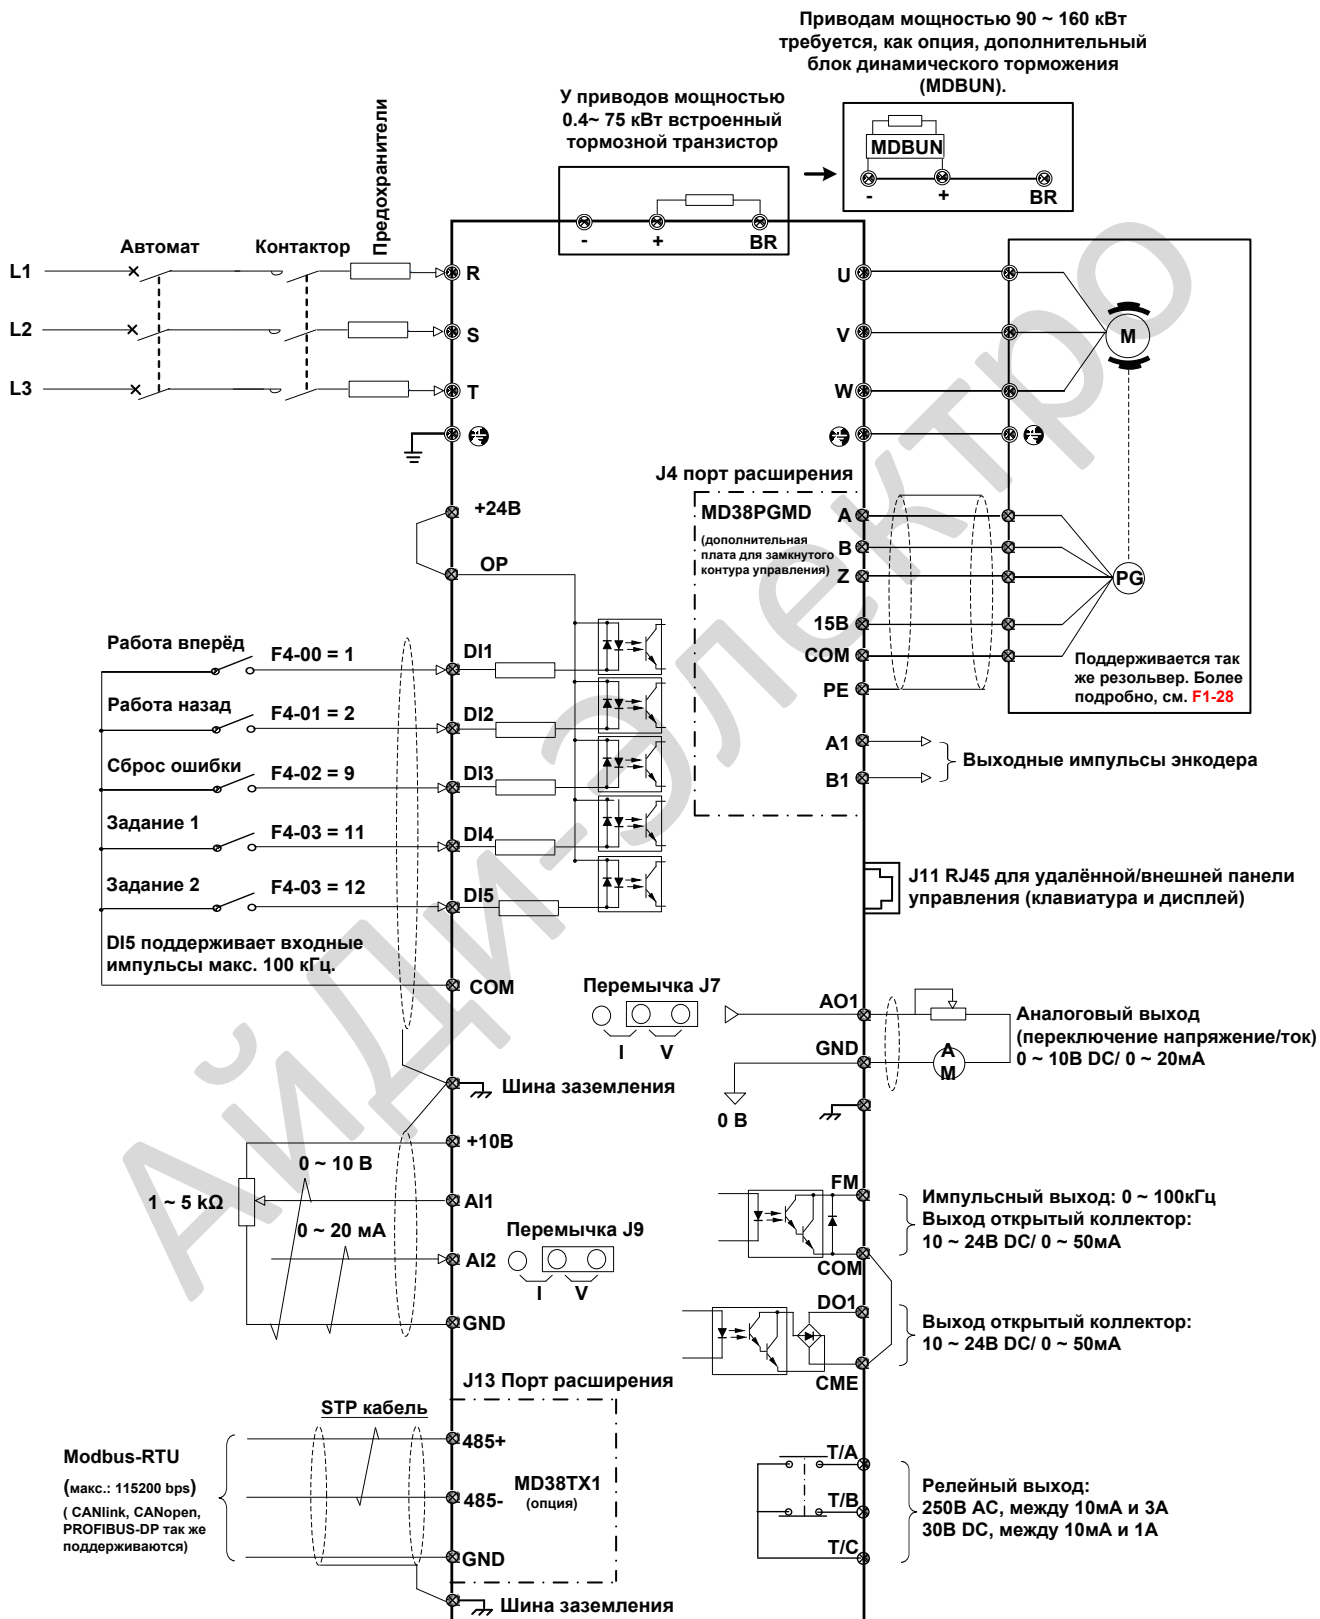 Приводам мощностью 90 ~ 160 кВт
требуется, как опция, дополнительный
блок динамического торможения
(MDBUN).
У приводов мощностью
0.4~ 75 кВт встроенный
тормозной транзистор
MDBUN
-
+
BR
-
+
BR
Предохранители
Автомат
Контактор
L1
R
U
L2
S
V
M
L3
T
W
J4 порт расширения
+24В
OP
MD38PGMD
(дополнительная
плата для замкнутого
контура управления)
A
B
Z
15В
COM
PE
PG
Поддерживается так
же резольвер. Более
подробно, см. F1-28
A1
B1
Выходные импульсы энкодера
Работа вперёд
F4-00 = 1
DI1
Работа назад
F4-01 = 2
DI2
Сброс ошибки
F4-02 = 9
DI3
Задание 1
F4-03 = 11
DI4
Задание 2
F4-03 = 12
DI5
DI5 поддерживает входные
импульсы макс. 100 кГц.
COM
J11 RJ45 для удалённой/внешней панели
управления (клавиатура и дисплей)
Перемычка J7
I
V
AO1
GND
0 В
A
M
Аналоговый выход
(переключение напряжение/ток)
0 ~ 10В DC/ 0 ~ 20мА
Шина заземления
+10В
0 ~ 10 В
1 ~ 5 kΩ
AI1
0 ~ 20 мА
AI2
Перемычка J9
I
V
GND
FM
COM
Импульсный выход: 0 ~ 100кГц
Выход открытый коллектор:
10 ~ 24В DC/ 0 ~ 50мА
DO1
CME
Выход открытый коллектор:
10 ~ 24В DC/ 0 ~ 50мА
J13 Порт расширения
STP кабель
Modbus-RTU
(макс.: 115200 bps)
( CANlink, CANopen,
PROFIBUS-DP так же
поддерживаются)
485+
485-
GND
MD38TX1
(опция)
Шина заземления
T/A
T/B
T/C
Релейный выход:
250В AC, между 10мА и 3А
30В DC, между 10мА и 1А
АйДи-электро